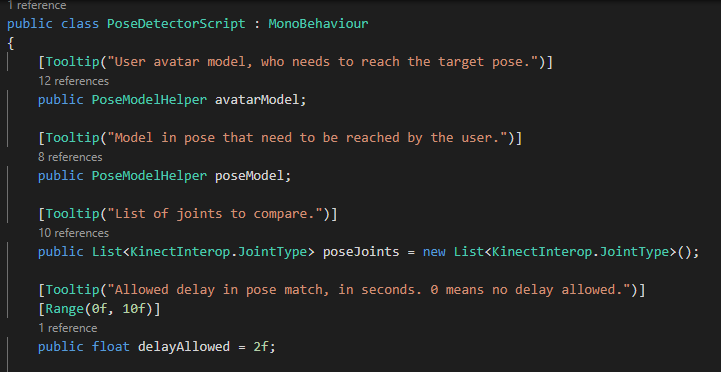 1 reference
public class PoseDetectorScript : MonoBehaviour
{
[Tooltip("User avatar model, who needs to reach the target pose.")]
12 references
public PoseModelHelper avatarModel;
[Tooltip("Model in pose that need to be reached by the user.")]
8 references
public PoseModelHelper poseModel;
[Tooltip("List of joints to compare.")]
10 references
public List<KinectInterop.JointType> poseJoints = new List<KinectInterop.JointType>();
[Tooltip("Allowed delay in pose match, in seconds. 0 means no delay allowed.")]
[Range(0f, 10f)]
1 reference
public float delayAllowed = 2f;